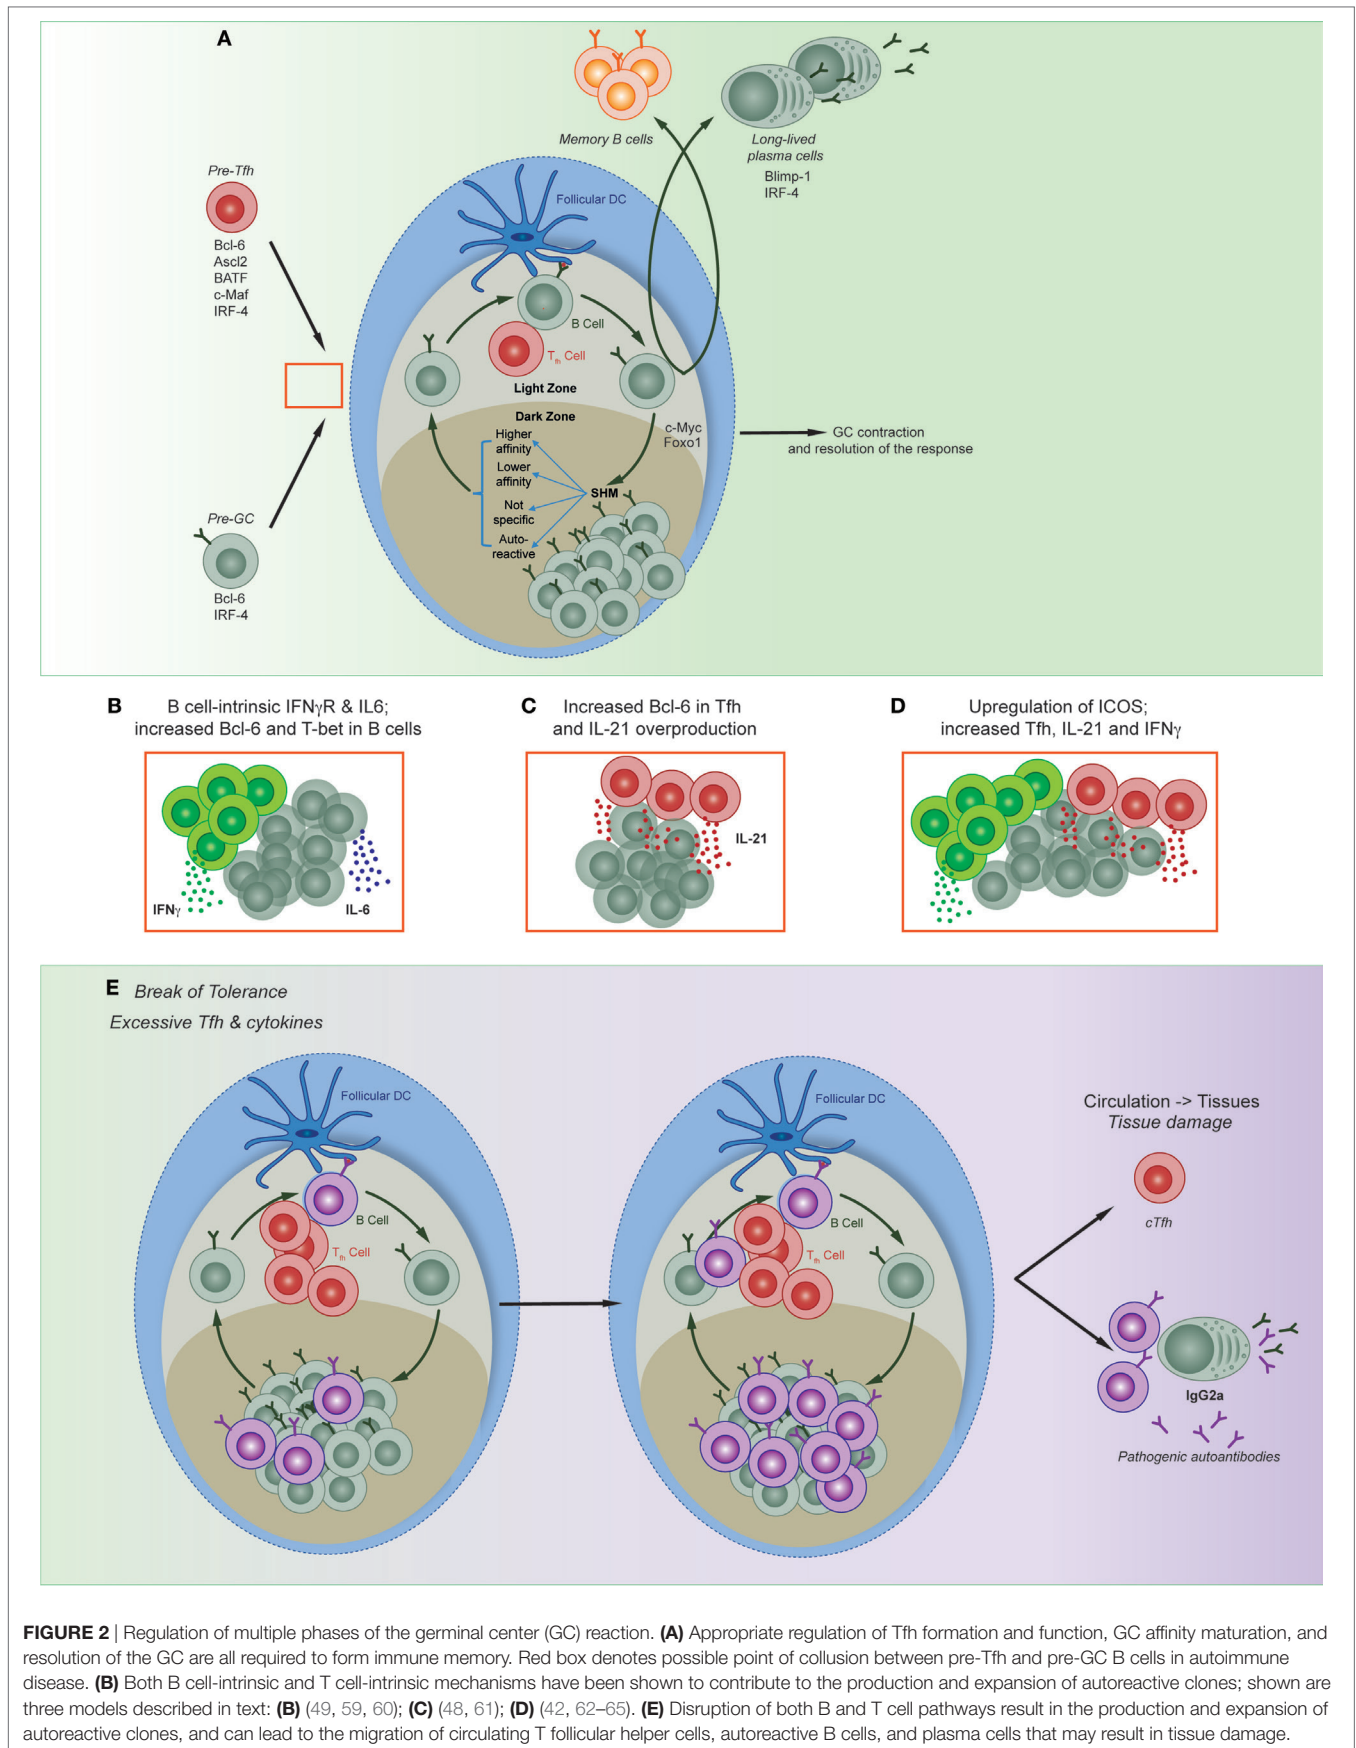 A
Memory B cells
Long-lived
plasma cells
Blimp-1
IRF-4
Pre-Tfh
Bcl-6
Ascl2
BATF
c-Maf
IRF-4
Follicular DC
B Cell
Tfh Cell
Light Zone
Dark Zone
Higher
affinity
Lower
affinity
Not
specific
Auto-
reactive
SHM
c-Myc
Foxo1
GC contraction
and resolution of the response
Pre-GC
Bcl-6
IRF-4
B
B cell-intrinsic IFNγR & IL6;
increased Bcl-6 and T-bet in B cells
IFNγ
IL-6
C
Increased Bcl-6 in Tfh
and IL-21 overproduction
IL-21
D
Upregulation of ICOS;
increased Tfh, IL-21 and IFNγ
E
Break of Tolerance
Excessive Tfh & cytokines
Follicular DC
B Cell
Tfh Cell
Follicular DC
B Cell
Tfh Cell
Circulation -> Tissues
Tissue damage
cTfh
IgG2a
Pathogenic autoantibodies
FIGURE 2 | Regulation of multiple phases of the germinal center (GC) reaction. (A) Appropriate regulation of Tfh formation and function, GC affinity maturation, and
resolution of the GC are all required to form immune memory. Red box denotes possible point of collusion between pre-Tfh and pre-GC B cells in autoimmune
disease. (B) Both B cell-intrinsic and T cell-intrinsic mechanisms have been shown to contribute to the production and expansion of autoreactive clones; shown are
three models described in text: (B) (49, 59, 60); (C) (48, 61); (D) (42, 62–65). (E) Disruption of both B and T cell pathways result in the production and expansion of
autoreactive clones, and can lead to the migration of circulating T follicular helper cells, autoreactive B cells, and plasma cells that may result in tissue damage.